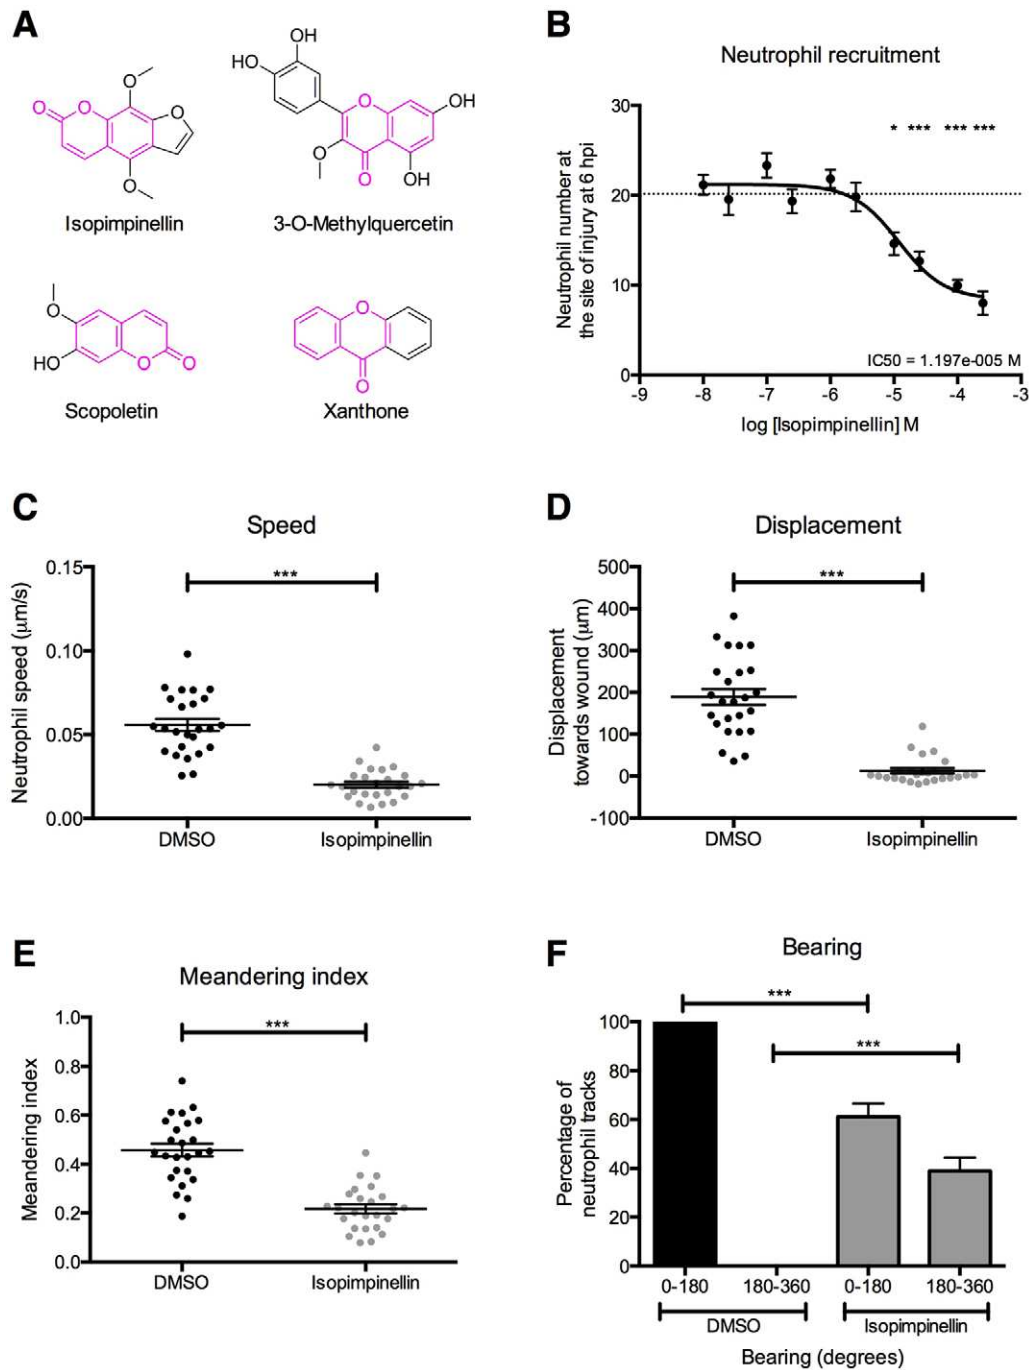 A
OH
HO
O
O
O
O
O
Isopimpinellin
O
OH
O
O
OH
3-O-Methylquercetin
O
HO
O
O
Scopoletin
O
O
Xanthone
B
Neutrophil recruitment
Neutrophil number at
the site of injury at 6 hpi
30
20
10
0
* *** *** ***
IC50 = 1.197e-005 M
-9 -8 -7 -6 -5 -4 -3
log [Isopimpinellin] M
C
Speed
Neutrophil speed (μm/s)
0.15
0.10
0.05
0.00
***
DMSO Isopimpinellin
D
Displacement
Displacement
towards wound (μm)
500
400
300
200
100
0
-100
***
DMSO Isopimpinellin
E
Meandering index
Meandering index
1.0
0.8
0.6
0.4
0.2
0.0
***
DMSO Isopimpinellin
F
Bearing
Percentage of
neutrophil tracks
100
80
60
40
20
0
***
***
0-180 180-360 0-180 180-360
DMSO Isopimpinellin
Bearing (degrees)